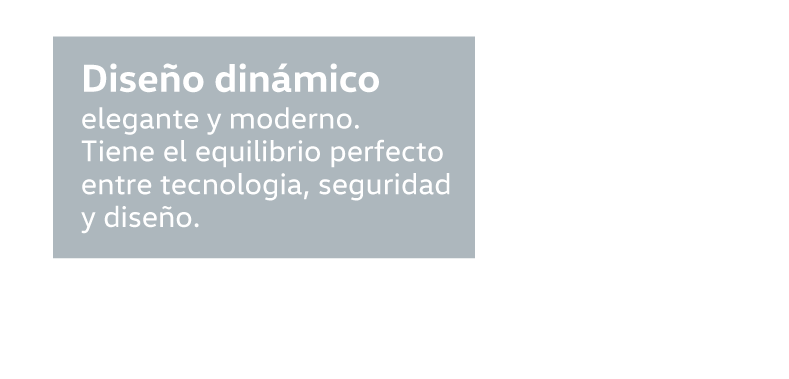 Diseño dinámico
elegante y moderno.
Tiene el equilibrio perfecto
entre tecnologia, seguridad
y diseño.